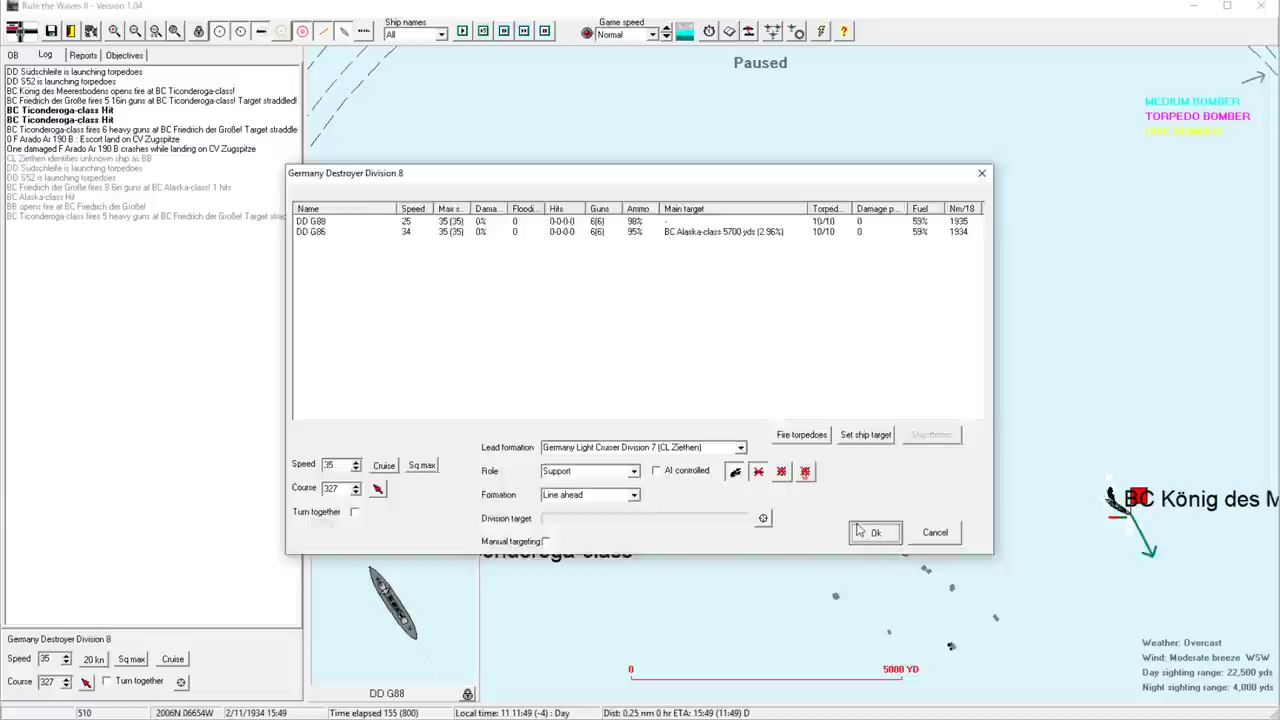 Rule the Waves II - Version 1.04
Ship names
All
Game speed
Normal
OB Log Reports Objectives
DD Südschleife is launching torpedoes
DD S52 is launching torpedoes
BC König des Meeresbodens opens fire at BC Ticonderoga-class!
BC Friedrich der Große fires 5 16in guns at BC Ticonderoga-class! Target straddled!
BC Ticonderoga-class Hit
BC Ticonderoga-class Hit
BC Ticonderoga-class fires 6 heavy guns at BC Friedrich der Große! Target straddle
0 F Arado Ar 190 B : Escort land on CV Zugspitze
One damaged F Arado Ar 190 B crashes while landing on CV Zugspitze
CL Ziethen identifies unknown ship as BB
DD Südschleife is launching torpedoes
DD S52 is launching torpedoes
BC Friedrich der Große fires 8 6in guns at BC Alaska-class! 1 hits
BC Alaska-class Hit
BB opens fire at BC Friedrich der Große!
BC Ticonderoga-class fires 5 heavy guns at BC Friedrich der Große! Target strad
Paused
MEDIUM BOMBER
TORPEDO BOMBER
DIVE BOMBER
Germany Destroyer Division 8
Name Speed Max s... Dama... Floodi... Hits Guns Ammo... Main target Torped... Damage p... Fuel Nm/18
DD G88 25 35 (35) 0% 0 0-0-0-0 6(6) 98% - 10/10 0 59% 1935
DD G86 34 35 (35) 0% 0 0-0-0-0 6(6) 95% BC Alaska-class 5700 yds (2.96%) 10/10 0 59% 1934
Fire torpedoes Set ship target
Lead formation Germany Light Cruiser Division 7 (CL Ziethen)
Speed 35 Cruise Sq max
Role Support AI controlled
Course 327
Formation Line ahead
Turn together
Division target
Manual targeting
Ok Cancel
BC König des M
onderoga-class
Germany Destroyer Division 8
Speed 35 20 kn Sq max Cruise
Course 327 Turn together
DD G88
0 5000 YD
Weather: Overcast
Wind: Moderate breeze WSW
Day sighting range: 22,500 yds
Night sighting range: 4,000 yds
510 2006N 06654W 2/11/1934 15:49 Time elapsed 155 (800) Local time: 11 11:49 (-4) : Day Dist: 0.25 nm 0 hr ETA: 15:49 (11:49) D